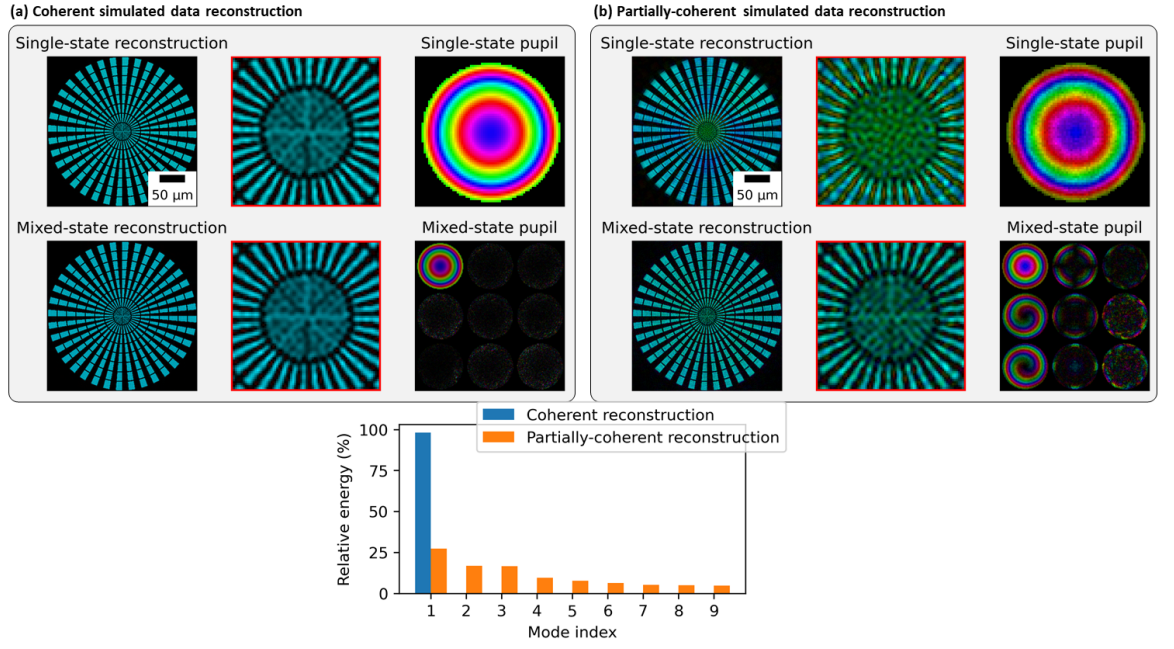 (a) Coherent simulated data reconstruction
Single-state reconstruction
Single-state pupil
50 μm
Mixed-state reconstruction
Mixed-state pupil
(b) Partially-coherent simulated data reconstruction
Single-state reconstruction
Single-state pupil
50 μm
Mixed-state reconstruction
Mixed-state pupil
Coherent reconstruction
Partially-coherent reconstruction
Relative energy (%)
100
75
50
25
0
1 2 3 4 5 6 7 8 9
Mode index